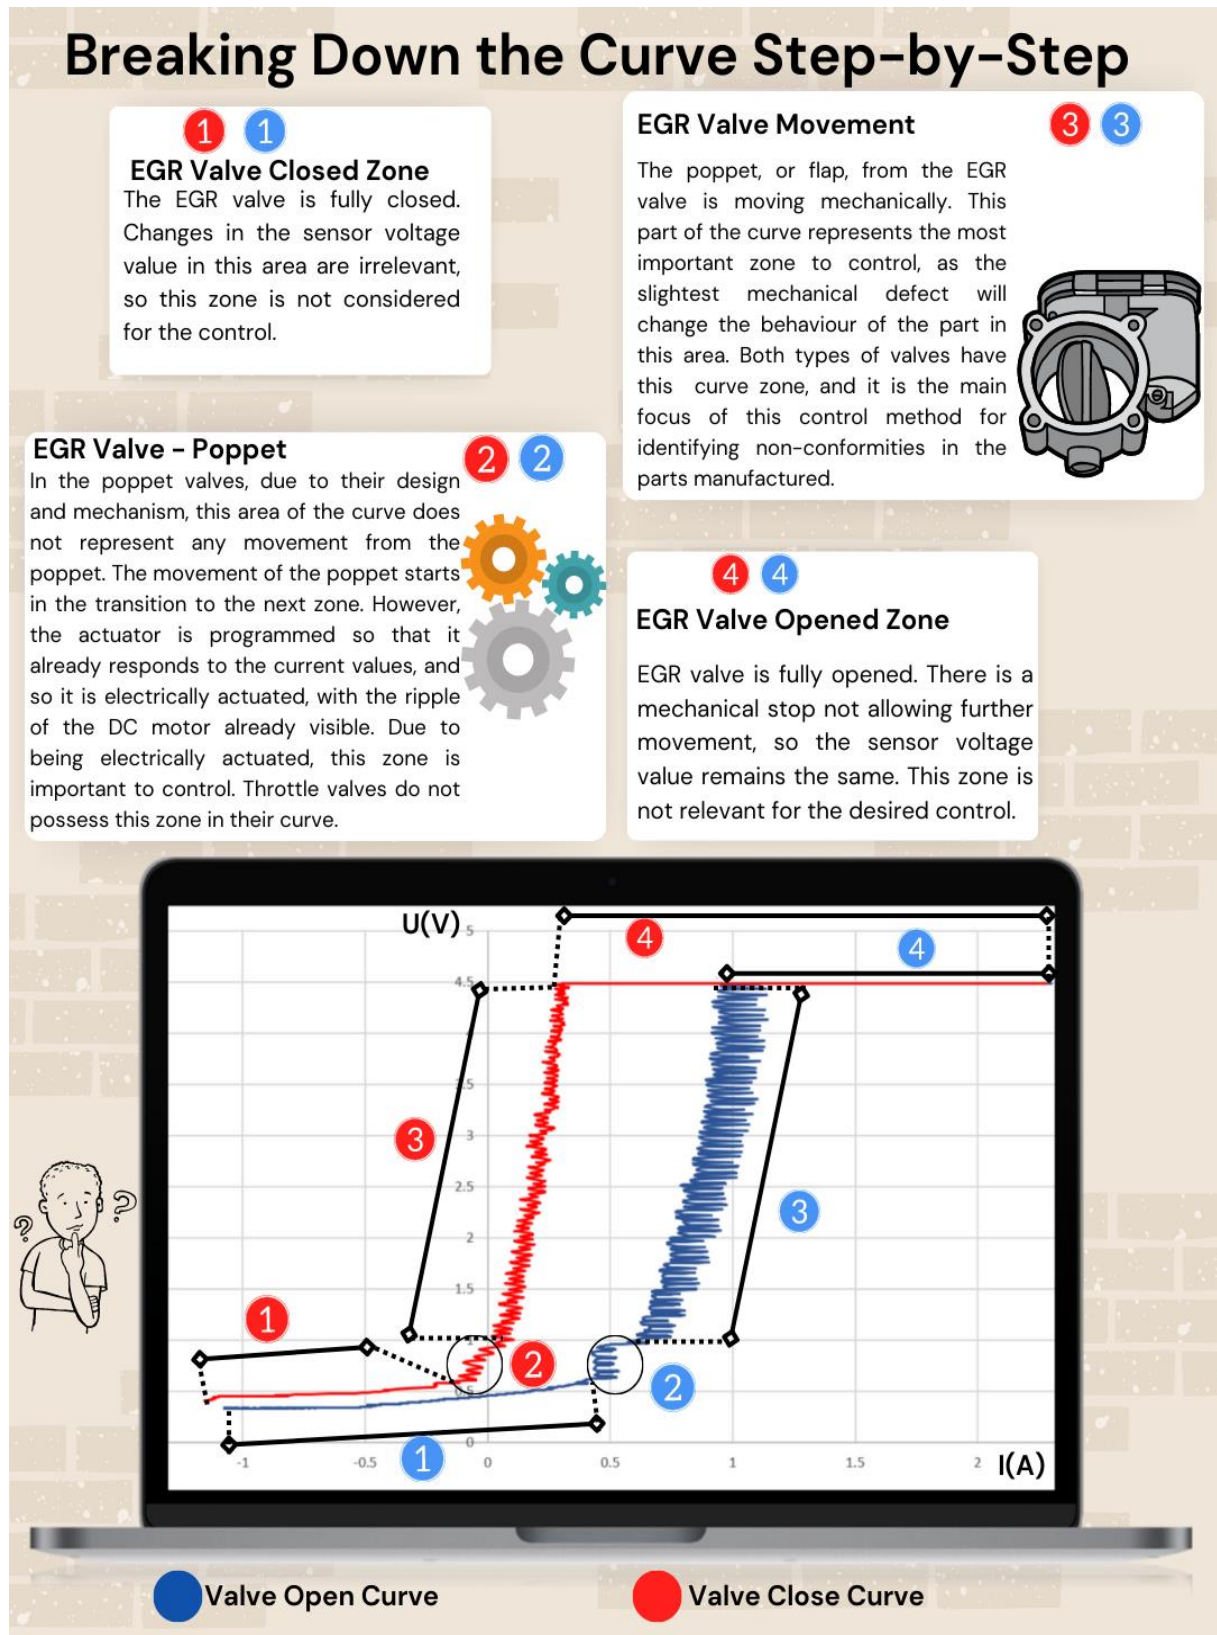 Breaking Down the Curve Step-by-Step
1 1
EGR Valve Closed Zone
The EGR valve is fully closed.
Changes in the sensor voltage
value in this area are irrelevant,
so this zone is not considered
for the control.
EGR Valve Movement
3 3
The poppet, or flap, from the EGR
valve is moving mechanically. This
part of the curve represents the most
important zone to control, as the
slightest mechanical defect will
change the behaviour of the part in
this area. Both types of valves have
this curve zone, and it is the main
focus of this control method for
identifying non-conformities in the
parts manufactured.
EGR Valve - Poppet
2 2
In the poppet valves, due to their design
and mechanism, this area of the curve does
not represent any movement from the
poppet. The movement of the poppet starts
in the transition to the next zone. However,
the actuator is programmed so that it
already responds to the current values, and
so it is electrically actuated, with the ripple
of the DC motor already visible. Due to
being electrically actuated, this zone is
important to control. Throttle valves do not
possess this zone in their curve.
4 4
EGR Valve Opened Zone
EGR valve is fully opened. There is a
mechanical stop not allowing further
movement, so the sensor voltage
value remains the same. This zone is
not relevant for the desired control.
U(V) 5
4
4
4.5
3.5
3
3
2.5
3
2
1.5
1
1
2
2
0.5
0
1
-1 -0.5 0 0.5 1 1.5 2 I(A)
? ?
Valve Open Curve
Valve Close Curve